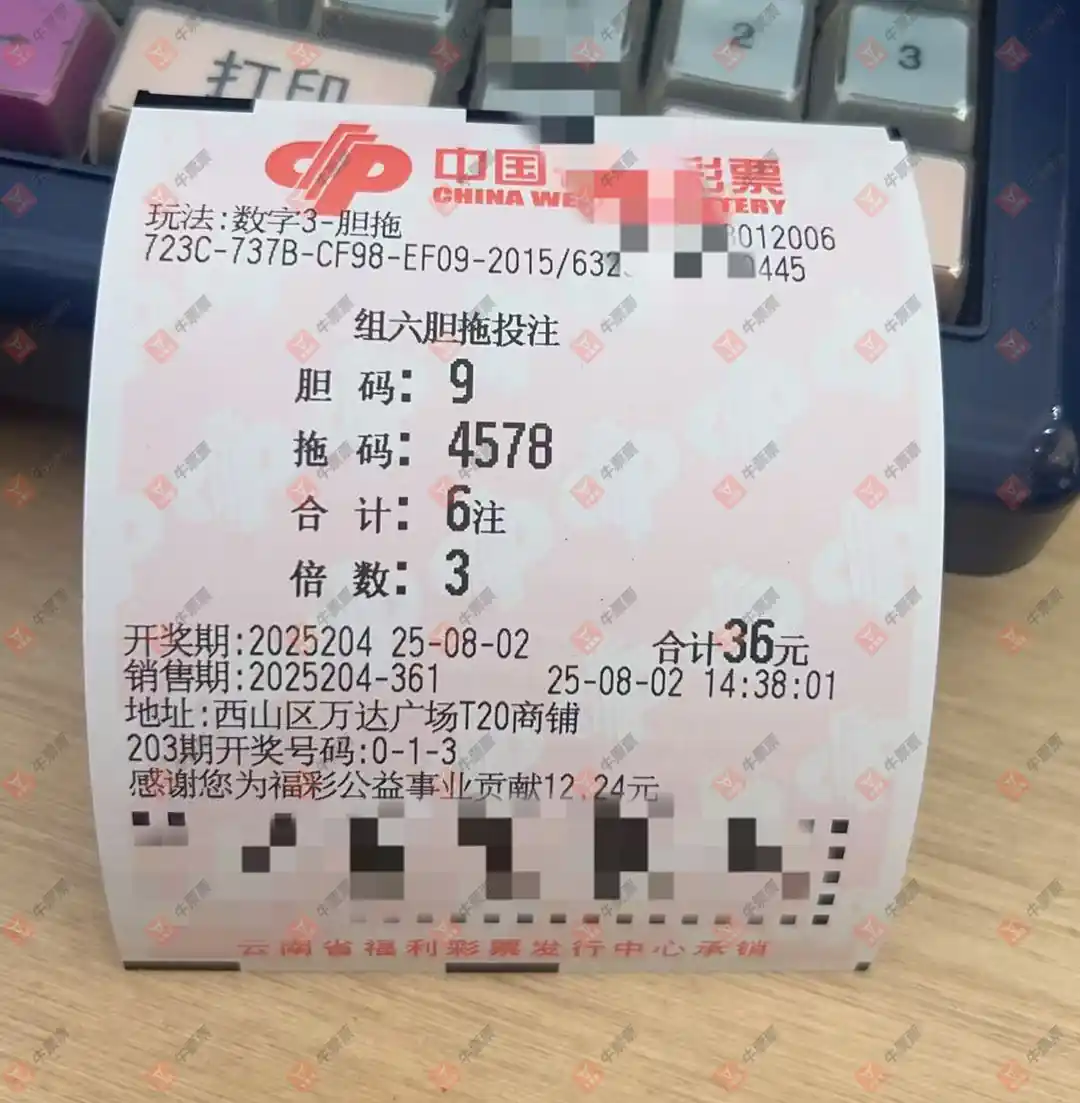 打印
2
3
中国
彩票
CHINA WE
TERY
玩法:数字3-胆拖
012006
723C-737B-CF98-EF09-2015/632
445
组六胆拖投注
胆 码: 9
拖 码: 4578
合 计: 6注
倍 数: 3
开奖期:2025204 25-08-02 合计36元
销售期:2025204-361 25-08-02 14:38:01
地址:西山区万达广场T20商铺
203期开奖号码:0-1-3
感谢您为福彩公益事业贡献12.24元
云南省福利彩票发行中心承销
牛票票